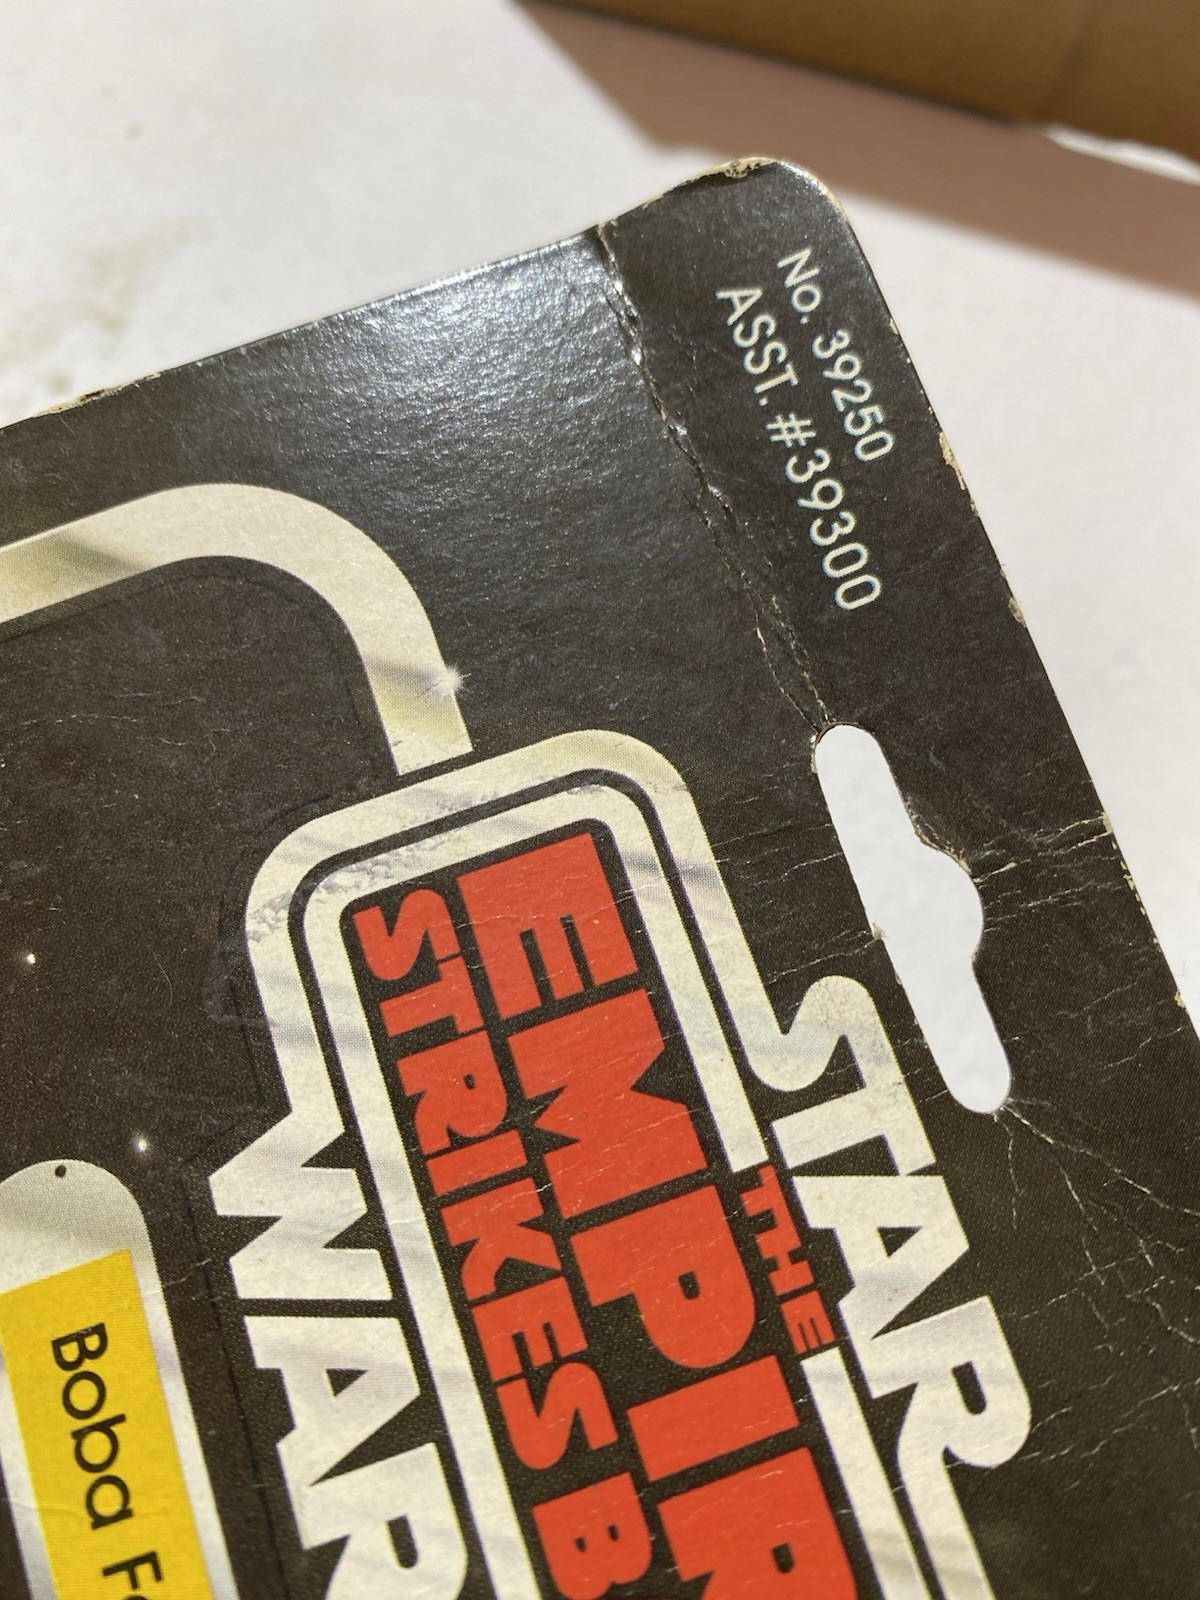 No. 39250
ASST. #39300
STAR
THE
EMPIR
STRIKES B
WAR
Boba F